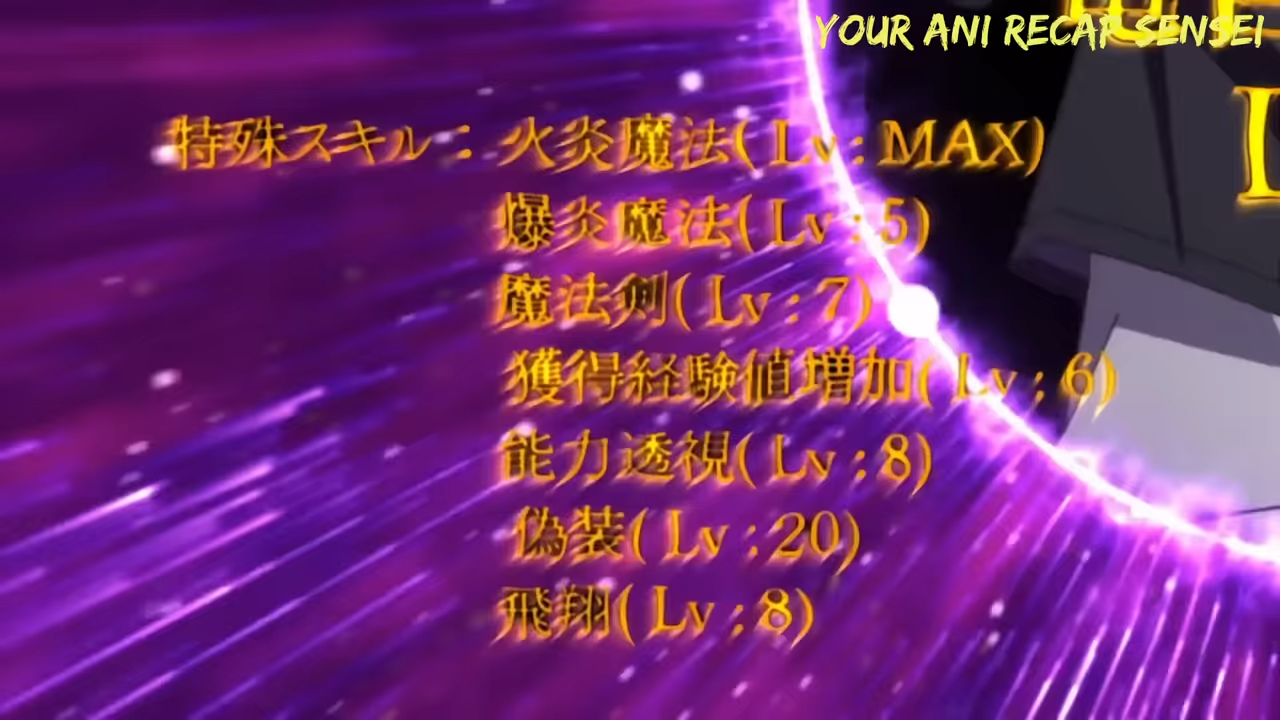 YOUR ANI RECAP SENSEI
特殊スキル：火炎魔法(Lv:MAX)
爆炎魔法(Lv:5)
魔法剣(Lv:7)
獲得経験値増加(Lv:6)
能力透視(Lv:8)
偽装(Lv:20)
飛翔(Lv:8)